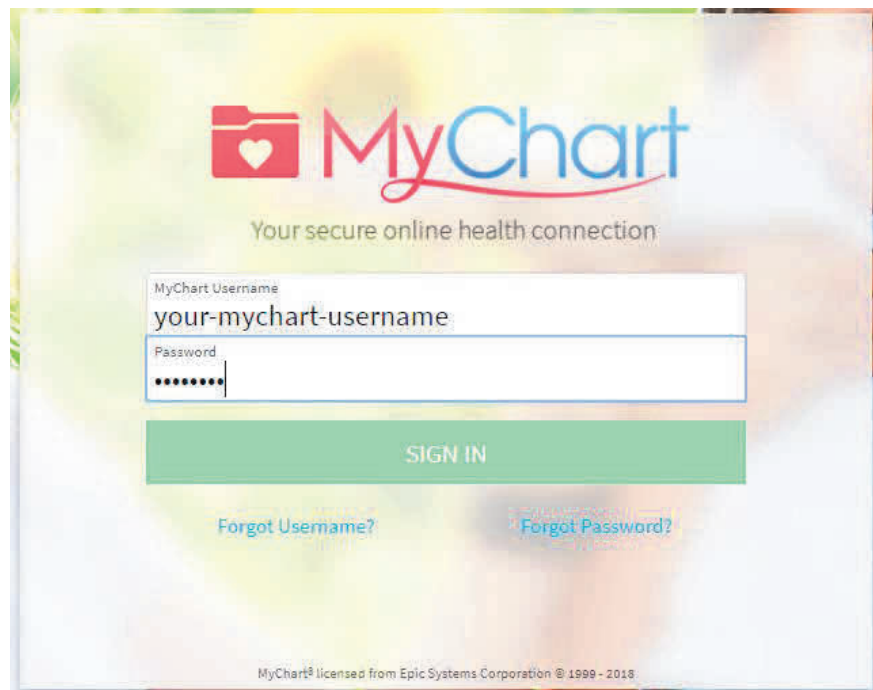 MyChart
Your secure online health connection
MyChart Username
your-mychart-username
Password
••••••••
SIGN IN
Forgot Username?
Forgot Password?
MyChart® licensed from Epic Systems Corporation © 1999 - 2018